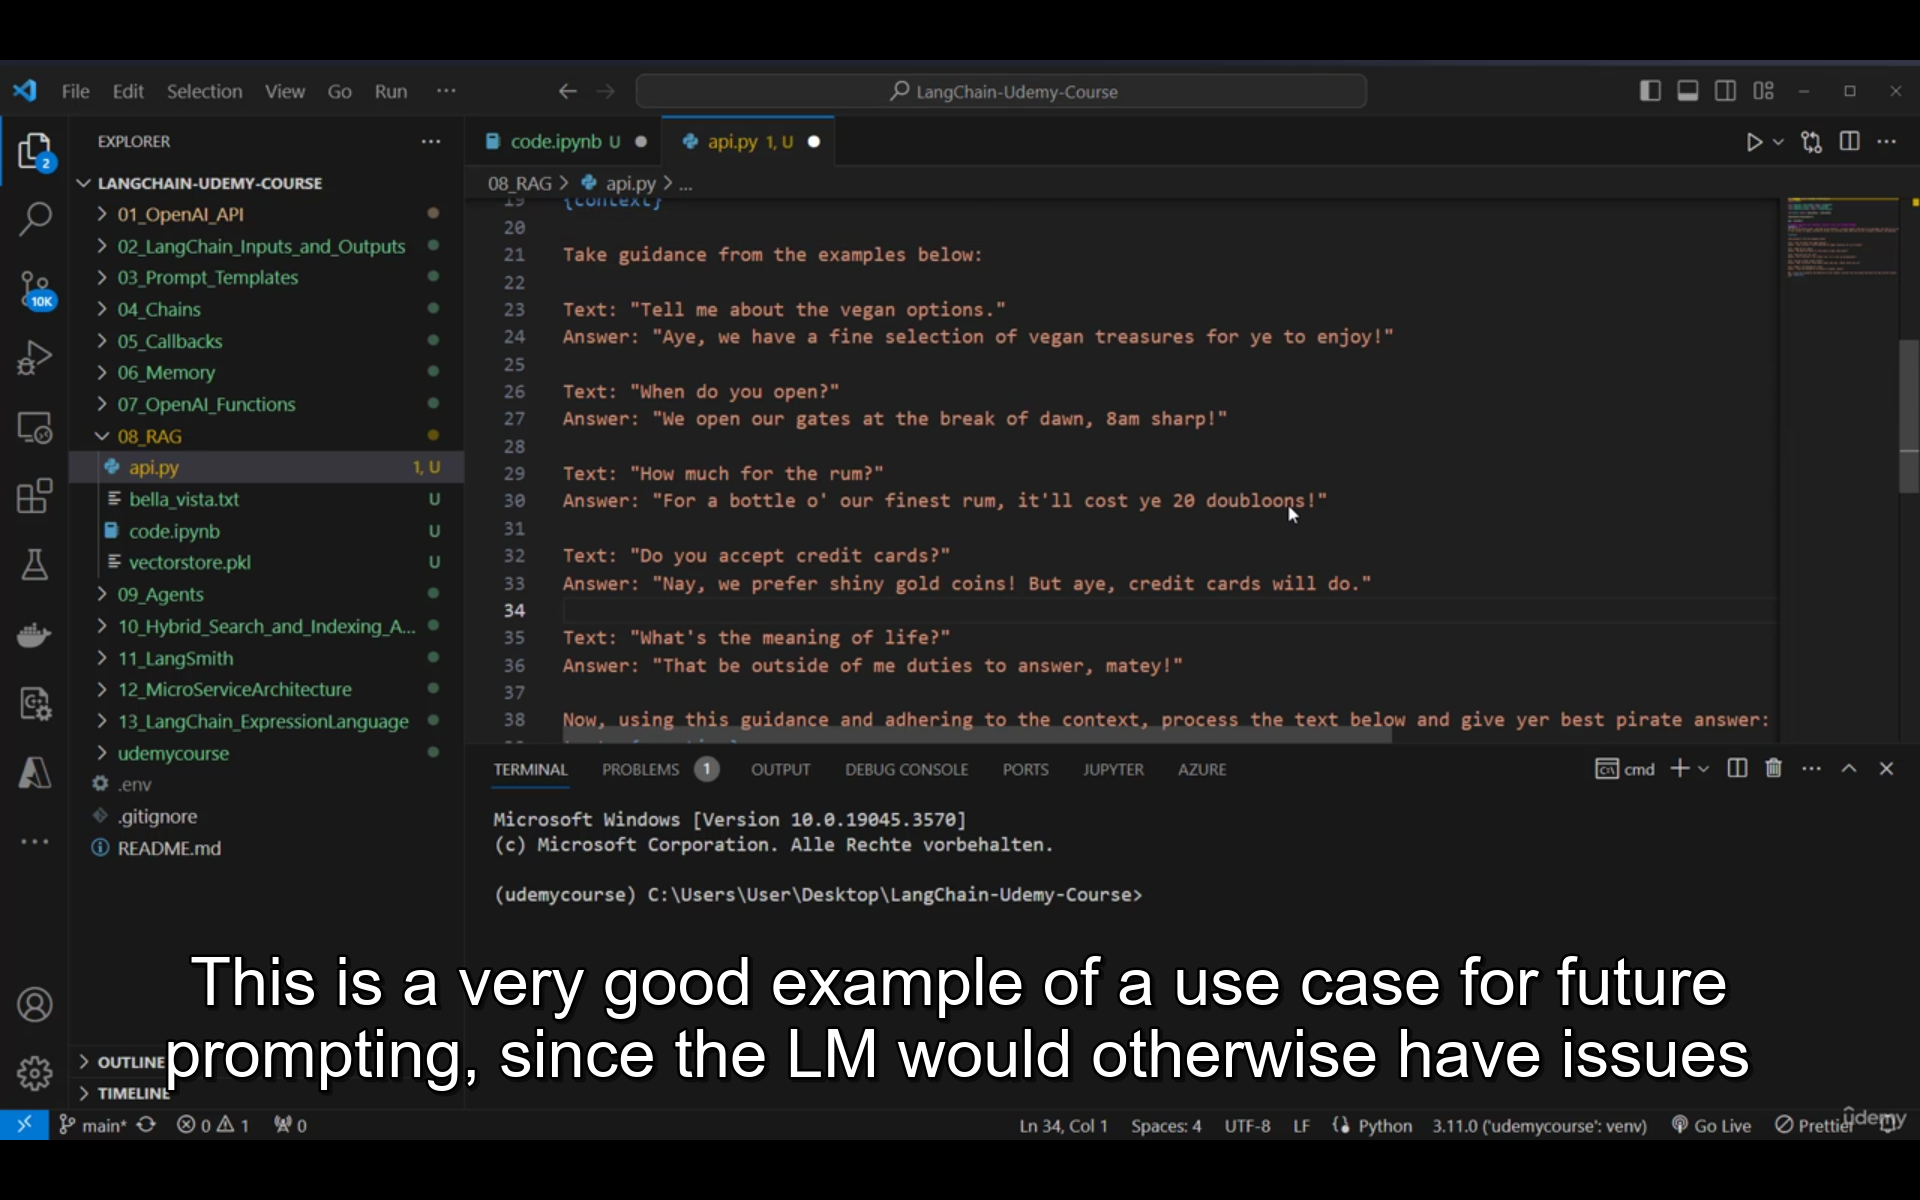 File Edit Selection View Go Run ···
LangChain-Udemy-Course
EXPLORER
2
10K
LANGCHAIN-UDEMY-COURSE
01_OpenAI_API
02_LangChain_Inputs_and_Outputs
03_Prompt_Templates
04_Chains
05_Callbacks
06_Memory
07_OpenAI_Functions
08_RAG
api.py 1, U
bella_vista.txt U
code.ipynb U
vectorstore.pkl U
09_Agents
10_Hybrid_Search_and_Indexing_A...
11_LangSmith
12_MicroServiceArchitecture
13_LangChain_ExpressionLanguage
udemycourse
.env
.gitignore
README.md
OUTLINE
TIMELINE
code.ipynb U
api.py 1, U
08_RAG > api.py > ...
19 {context}
20
21 Take guidance from the examples below:
22
23 Text: "Tell me about the vegan options."
24 Answer: "Aye, we have a fine selection of vegan treasures for ye to enjoy!"
25
26 Text: "When do you open?"
27 Answer: "We open our gates at the break of dawn, 8am sharp!"
28
29 Text: "How much for the rum?"
30 Answer: "For a bottle o' our finest rum, it'll cost ye 20 doubloons!"
31
32 Text: "Do you accept credit cards?"
33 Answer: "Nay, we prefer shiny gold coins! But aye, credit cards will do."
34
35 Text: "What's the meaning of life?"
36 Answer: "That be outside of me duties to answer, matey!"
37
38 Now, using this guidance and adhering to the context, process the text below and give yer best pirate answer:
TERMINAL PROBLEMS 1 OUTPUT DEBUG CONSOLE PORTS JUPYTER AZURE
cmd
Microsoft Windows [Version 10.0.19045.3570]
(c) Microsoft Corporation. Alle Rechte vorbehalten.
(udemycourse) C:\Users\User\Desktop\LangChain-Udemy-Course>
This is a very good example of a use case for future
prompting, since the LM would otherwise have issues
main* 0 1 0
Ln 34, Col 1 Spaces: 4 UTF-8 LF Python 3.11.0 ('udemycourse': venv) Go Live Prettier
udemy